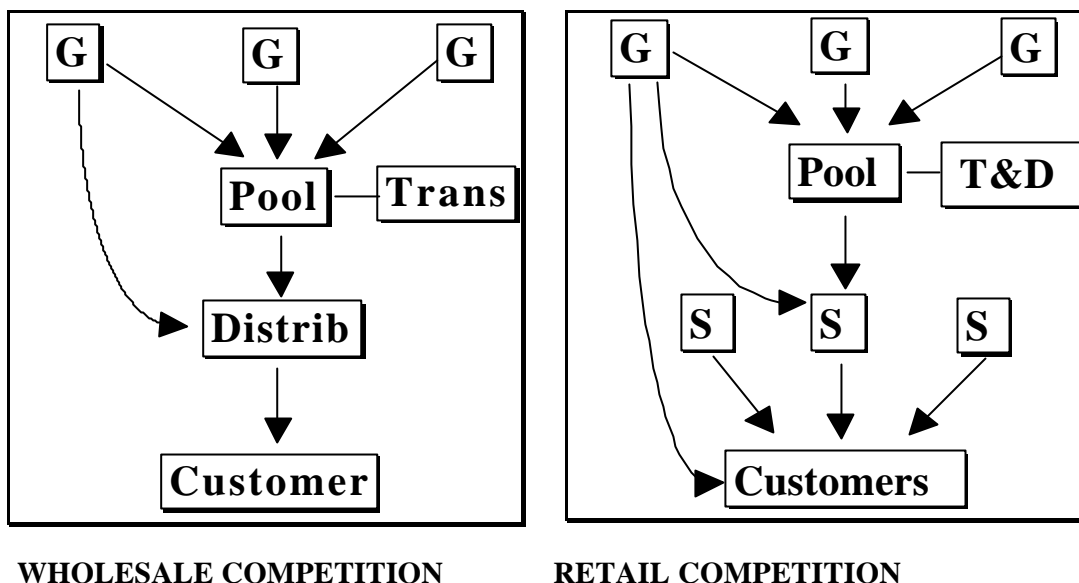 G G G
Pool Trans
Distrib
Customer
WHOLESALE COMPETITION
G G G
Pool T&D
S S S
Customers
RETAIL COMPETITION